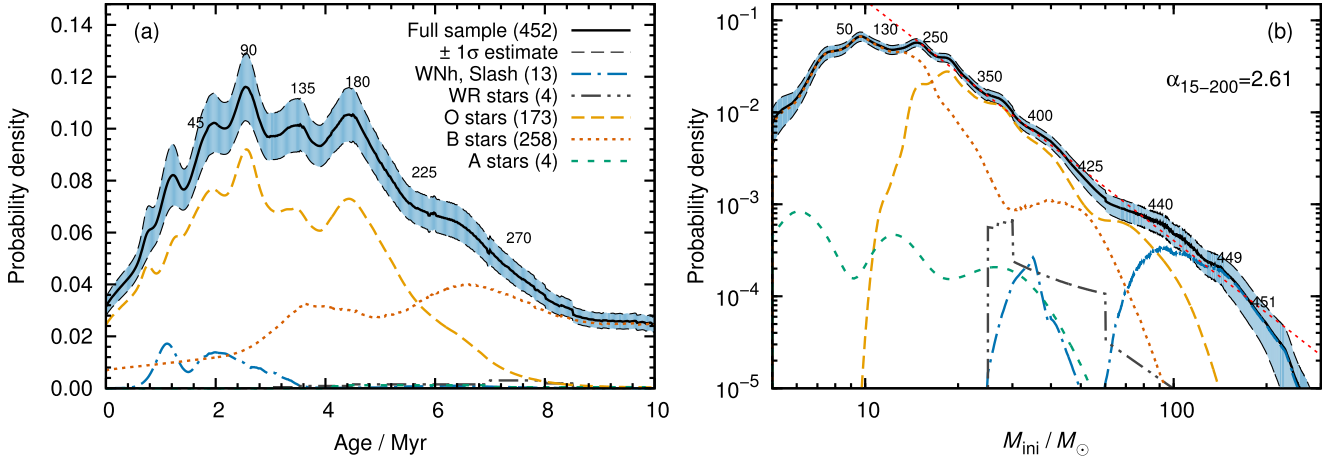 (a)
Full sample (452)
± 1σ estimate
WNh, Slash (13)
WR stars (4)
O stars (173)
B stars (258)
A stars (4)
0.14
0.12
0.10
0.08
0.06
0.04
0.02
0.00
Probability density
45
90
135
180
225
270
0 2 4 6 8 10
Age / Myr
(b)
α15−200=2.61
10−1
10−2
10−3
10−4
10−5
Probability density
50
130
250
350
400
425
440
449
451
10 100
Mini / M⊙